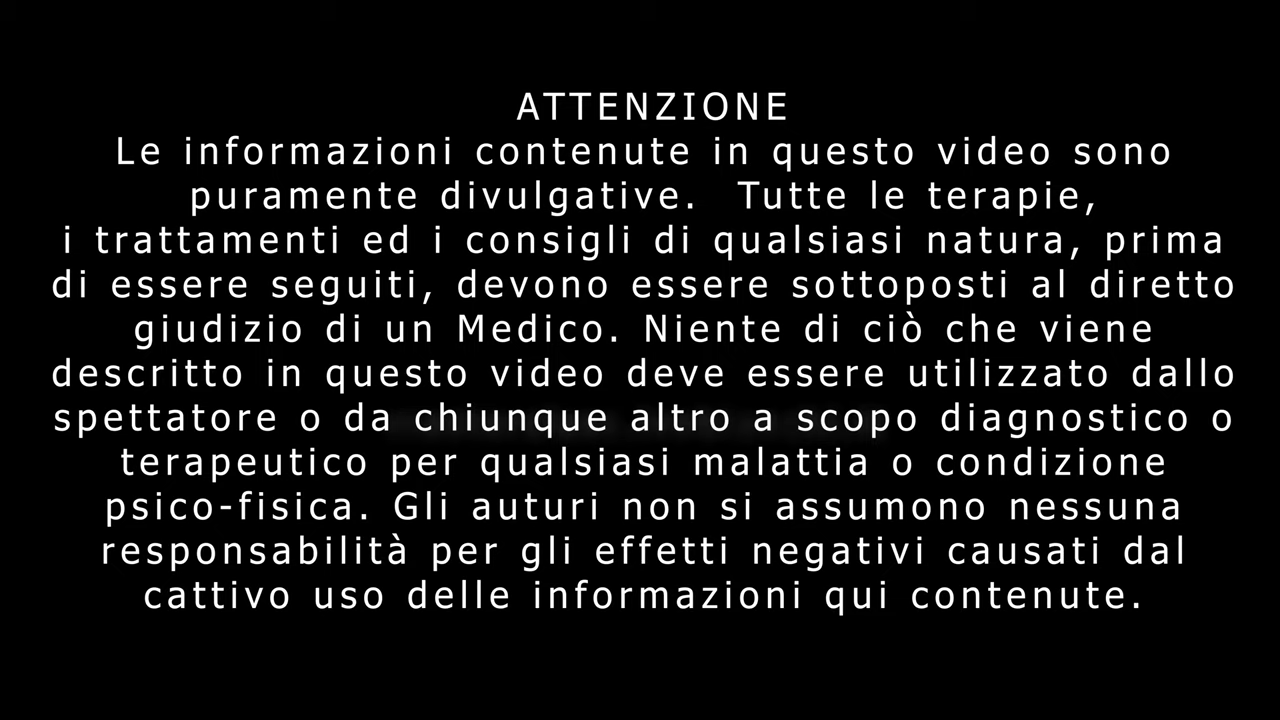 ATTENZIONE
Le informazioni contenute in questo video sono
puramente divulgative. Tutte le terapie,
i trattamenti ed i consigli di qualsiasi natura, prima
di essere seguiti, devono essere sottoposti al diretto
giudizio di un Medico. Niente di ciò che viene
descritto in questo video deve essere utilizzato dallo
spettatore o da chiunque altro a scopo diagnostico o
terapeutico per qualsiasi malattia o condizione
psico-fisica. Gli auturi non si assumono nessuna
responsabilità per gli effetti negativi causati dal
cattivo uso delle informazioni qui contenute.